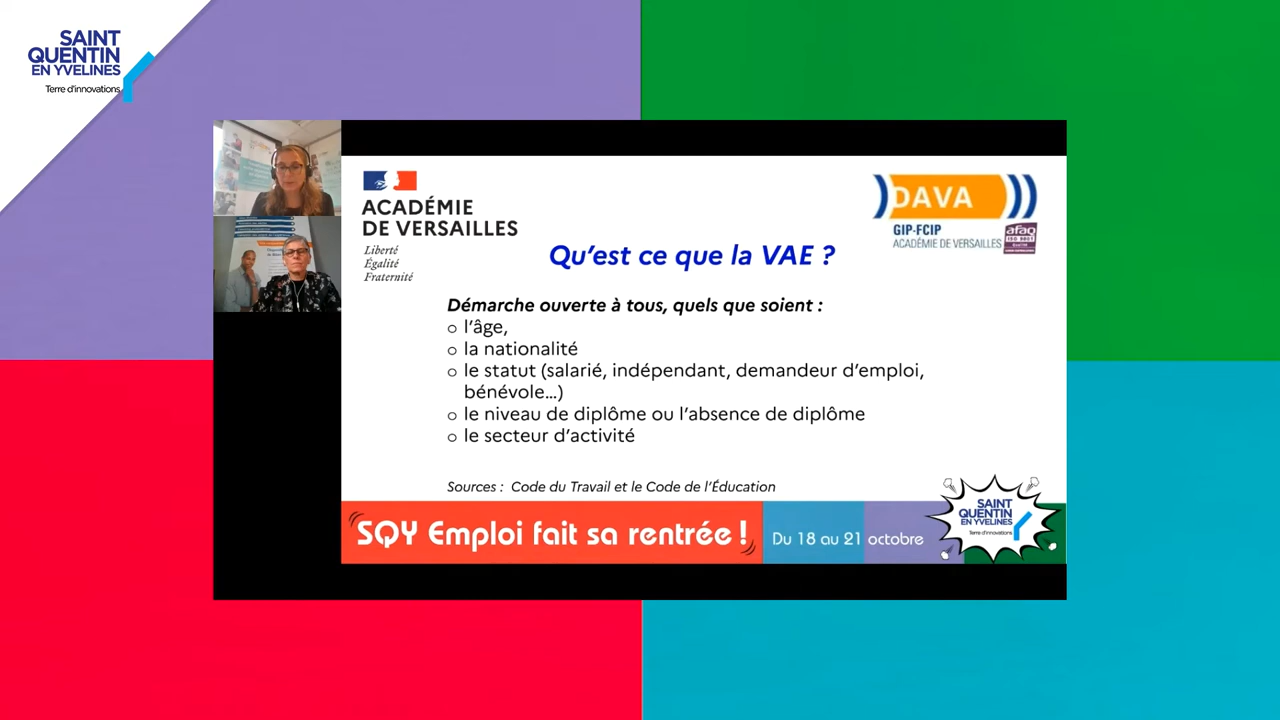 SAINT
QUENTIN
EN YVELINES
Terre d'innovations
ACADÉMIE
DE VERSAILLES
Liberté
Égalité
Fraternité
DAVA
GIP-FCIP
ACADÉMIE DE VERSAILLES
afaq
ISO 9001
Qualité
Qu'est ce que la VAE ?
Démarche ouverte à tous, quels que soient :
o l'âge,
o la nationalité
o le statut (salarié, indépendant, demandeur d'emploi,
bénévole...)
o le niveau de diplôme ou l'absence de diplôme
o le secteur d'activité
Sources : Code du Travail et le Code de l'Éducation
SQY Emploi fait sa rentrée !
Du 18 au 21 octobre
SAINT
QUENTIN
EN YVELINES
Terre d'innovations